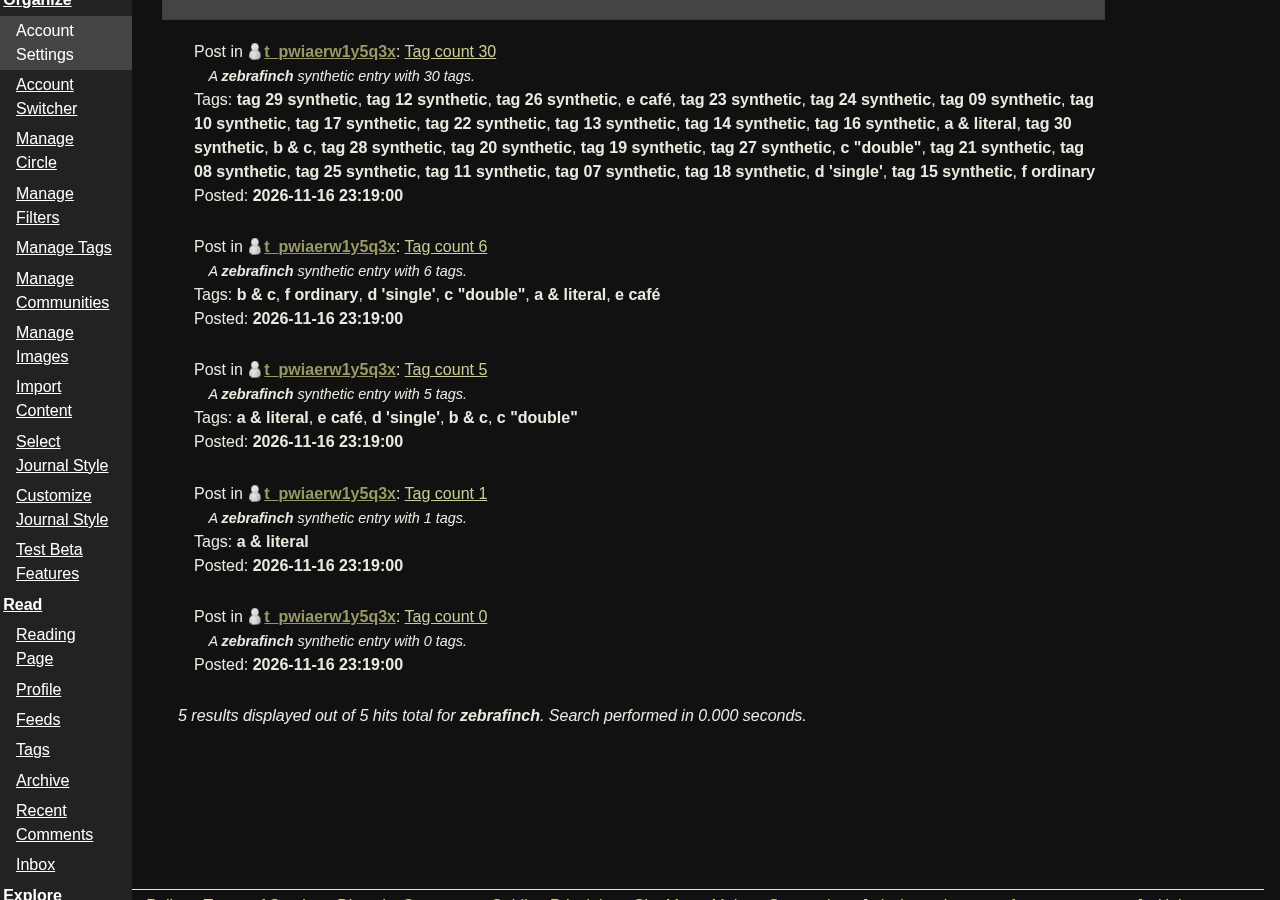 Organize
Account
Settings
Account
Switcher
Manage
Circle
Manage
Filters
Manage Tags
Manage
Communities
Manage
Images
Import
Content
Select
Journal Style
Customize
Journal Style
Test Beta
Features
Read
Reading
Page
Profile
Feeds
Tags
Archive
Recent
Comments
Inbox
Explore
Post in t_pwiaerw1y5q3x: Tag count 30
A zebrafinch synthetic entry with 30 tags.
Tags: tag 29 synthetic, tag 12 synthetic, tag 26 synthetic, e café, tag 23 synthetic, tag 24 synthetic, tag 09 synthetic, tag
10 synthetic, tag 17 synthetic, tag 22 synthetic, tag 13 synthetic, tag 14 synthetic, tag 16 synthetic, a & literal, tag 30
synthetic, b & c, tag 28 synthetic, tag 20 synthetic, tag 19 synthetic, tag 27 synthetic, c "double", tag 21 synthetic, tag
08 synthetic, tag 25 synthetic, tag 11 synthetic, tag 07 synthetic, tag 18 synthetic, d 'single', tag 15 synthetic, f ordinary
Posted: 2026-11-16 23:19:00
Post in t_pwiaerw1y5q3x: Tag count 6
A zebrafinch synthetic entry with 6 tags.
Tags: b & c, f ordinary, d 'single', c "double", a & literal, e café
Posted: 2026-11-16 23:19:00
Post in t_pwiaerw1y5q3x: Tag count 5
A zebrafinch synthetic entry with 5 tags.
Tags: a & literal, e café, d 'single', b & c, c "double"
Posted: 2026-11-16 23:19:00
Post in t_pwiaerw1y5q3x: Tag count 1
A zebrafinch synthetic entry with 1 tags.
Tags: a & literal
Posted: 2026-11-16 23:19:00
Post in t_pwiaerw1y5q3x: Tag count 0
A zebrafinch synthetic entry with 0 tags.
Posted: 2026-11-16 23:19:00
5 results displayed out of 5 hits total for zebrafinch. Search performed in 0.000 seconds.